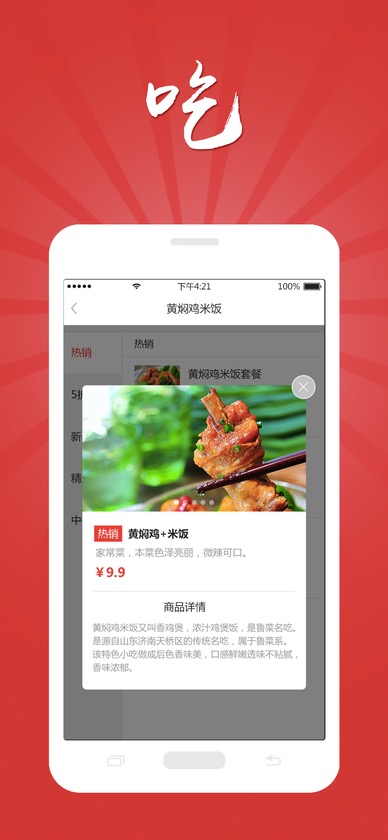 吃
下午4:21
100%
黄焖鸡米饭
热销
热销
黄焖鸡米饭套餐
5折
新
精
中
热销 黄焖鸡+米饭
家常菜，本菜色泽亮丽，微辣可口。
￥9.9
商品详情
黄焖鸡米饭又叫香鸡煲，浓汁鸡煲饭，是鲁菜名吃。
是源自山东济南天桥区的传统名吃，属于鲁菜系。
该特色小吃做成后色香味美，口感鲜嫩透味不粘腻，
香味浓郁。